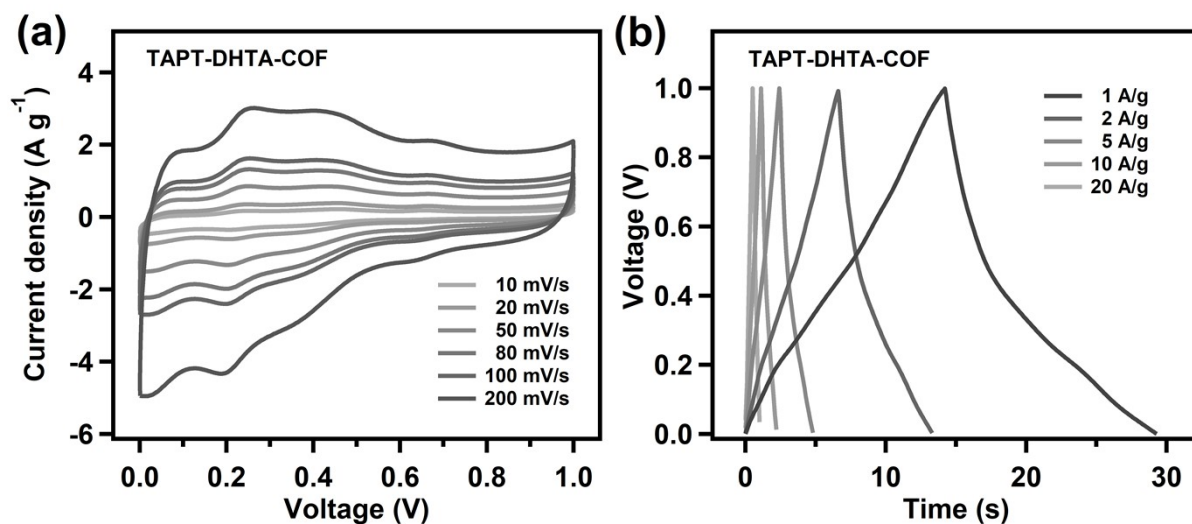 (a)
TAPT-DHTA-COF
Current density (A g⁻¹)
4
2
0
-2
-4
-6
10 mV/s
20 mV/s
50 mV/s
80 mV/s
100 mV/s
200 mV/s
0.0 0.2 0.4 0.6 0.8 1.0
Voltage (V)
(b)
TAPT-DHTA-COF
Voltage (V)
1.0
0.8
0.6
0.4
0.2
0.0
1 A/g
2 A/g
5 A/g
10 A/g
20 A/g
0 10 20 30
Time (s)